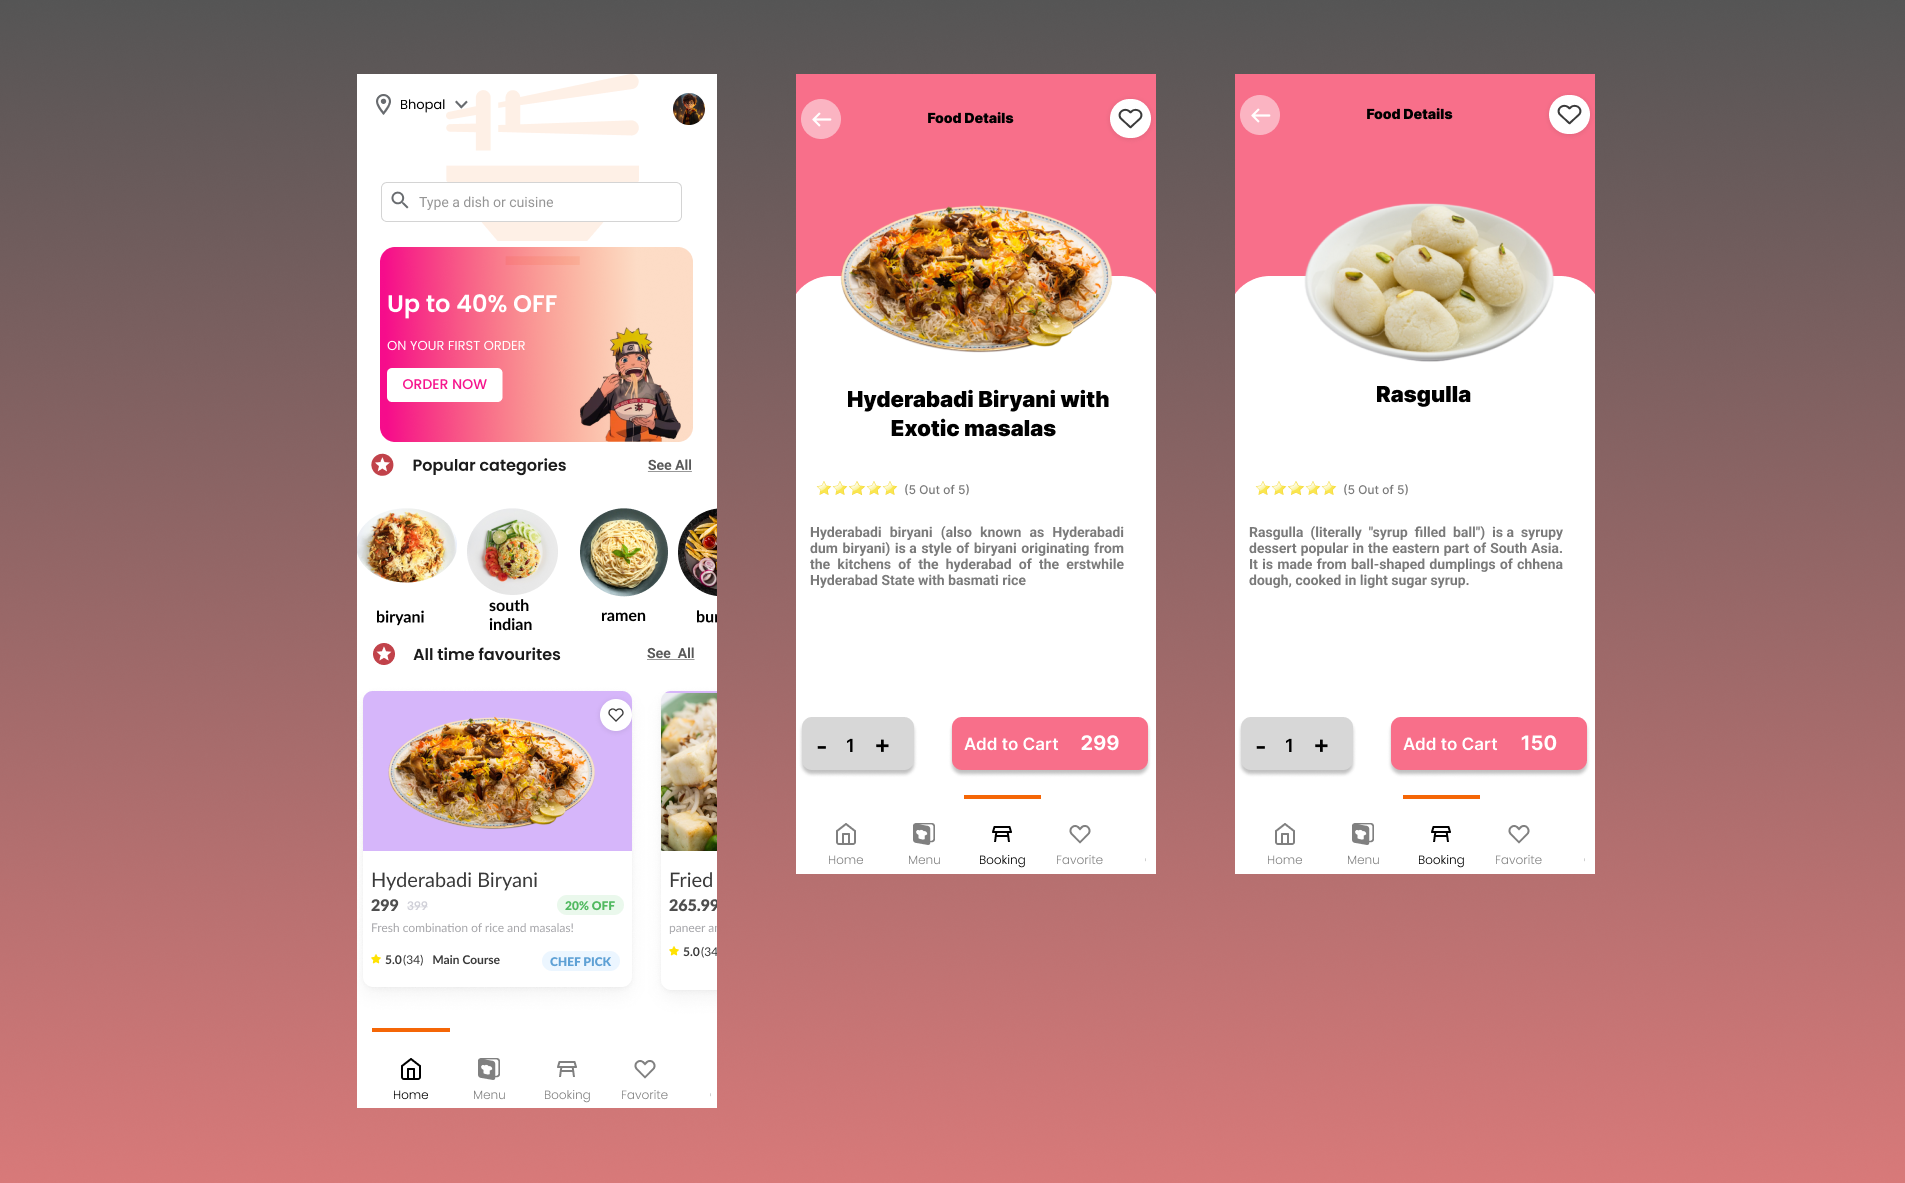 Bhopal
Type a dish or cuisine
Up to 40% OFF
ON YOUR FIRST ORDER
ORDER NOW
Popular categories
See All
biryani
south
indian
ramen
All time favourites
See All
Hyderabadi Biryani
299 399
20% OFF
Fresh combination of rice and masalas!
5.0(34) Main Course
CHEF PICK
Fried
265.99
paneer
5.0(34
Home
Menu
Booking
Favorite
Food Details
Hyderabadi Biryani with
Exotic masalas
(5 Out of 5)
Hyderabadi biryani (also known as Hyderabadi
dum biryani) is a style of biryani originating from
the kitchens of the hyderabad of the erstwhile
Hyderabad State with basmati rice
- 1 +
Add to Cart 299
Home
Menu
Booking
Favorite
Food Details
Rasgulla
(5 Out of 5)
Rasgulla (literally "syrup filled ball") is a syrupy
dessert popular in the eastern part of South Asia.
It is made from ball-shaped dumplings of chhena
dough, cooked in light sugar syrup.
- 1 +
Add to Cart 150
Home
Menu
Booking
Favorite